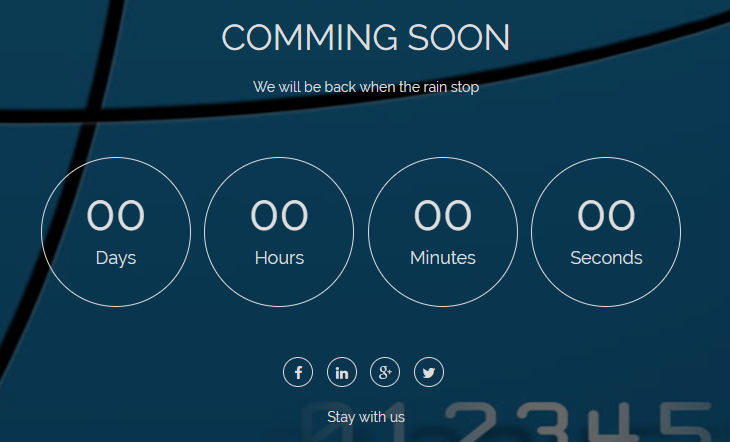 COMMING SOON
We will be back when the rain stop
00 00 00 00
Days Hours Minutes Seconds
f in g+
Stay with us
012345